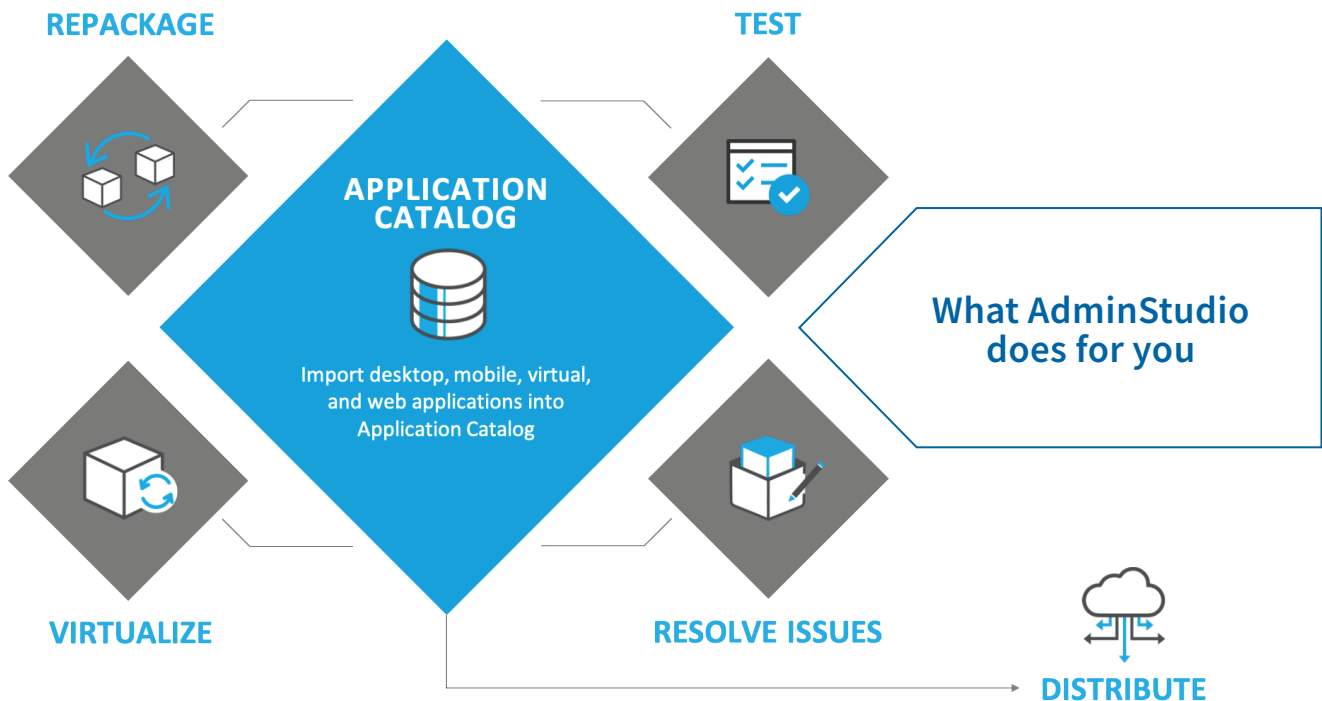 REPACKAGE
TEST
APPLICATION
CATALOG
Import desktop, mobile, virtual,
and web applications into
Application Catalog
What AdminStudio
does for you
VIRTUALIZE
RESOLVE ISSUES
DISTRIBUTE